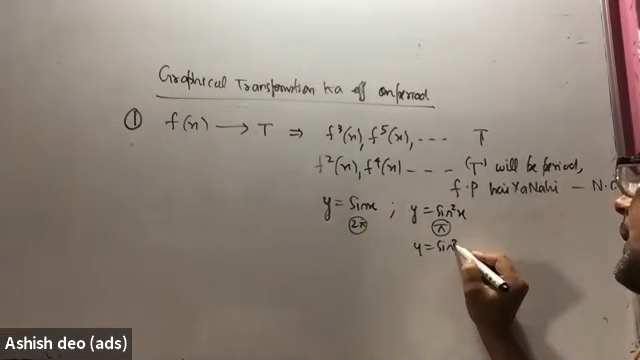 Graphical Transformation ka eff on period
① f(x) → T ⇒ f³(x), f⁵(x), --- T
f²(x), f⁴(x) --- (T) will be period,
f.P hai Ya Nahi — N.C
y = sinx ; y = sin²x
2π π
y = sin³
Ashish deo (ads)